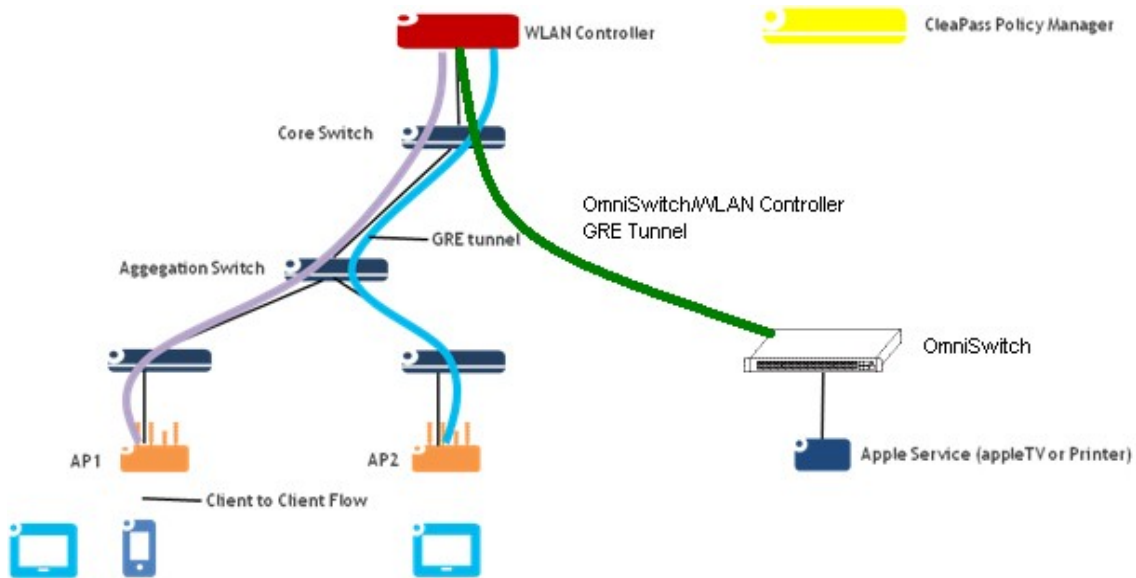 WLAN Controller
CleaPass Policy Manager
Core Switch
OmniSwitch/WLAN Controller
GRE Tunnel
GRE tunnel
Aggegation Switch
OmniSwitch
AP1
AP2
Apple Service (appleTV or Printer)
Client to Client Flow